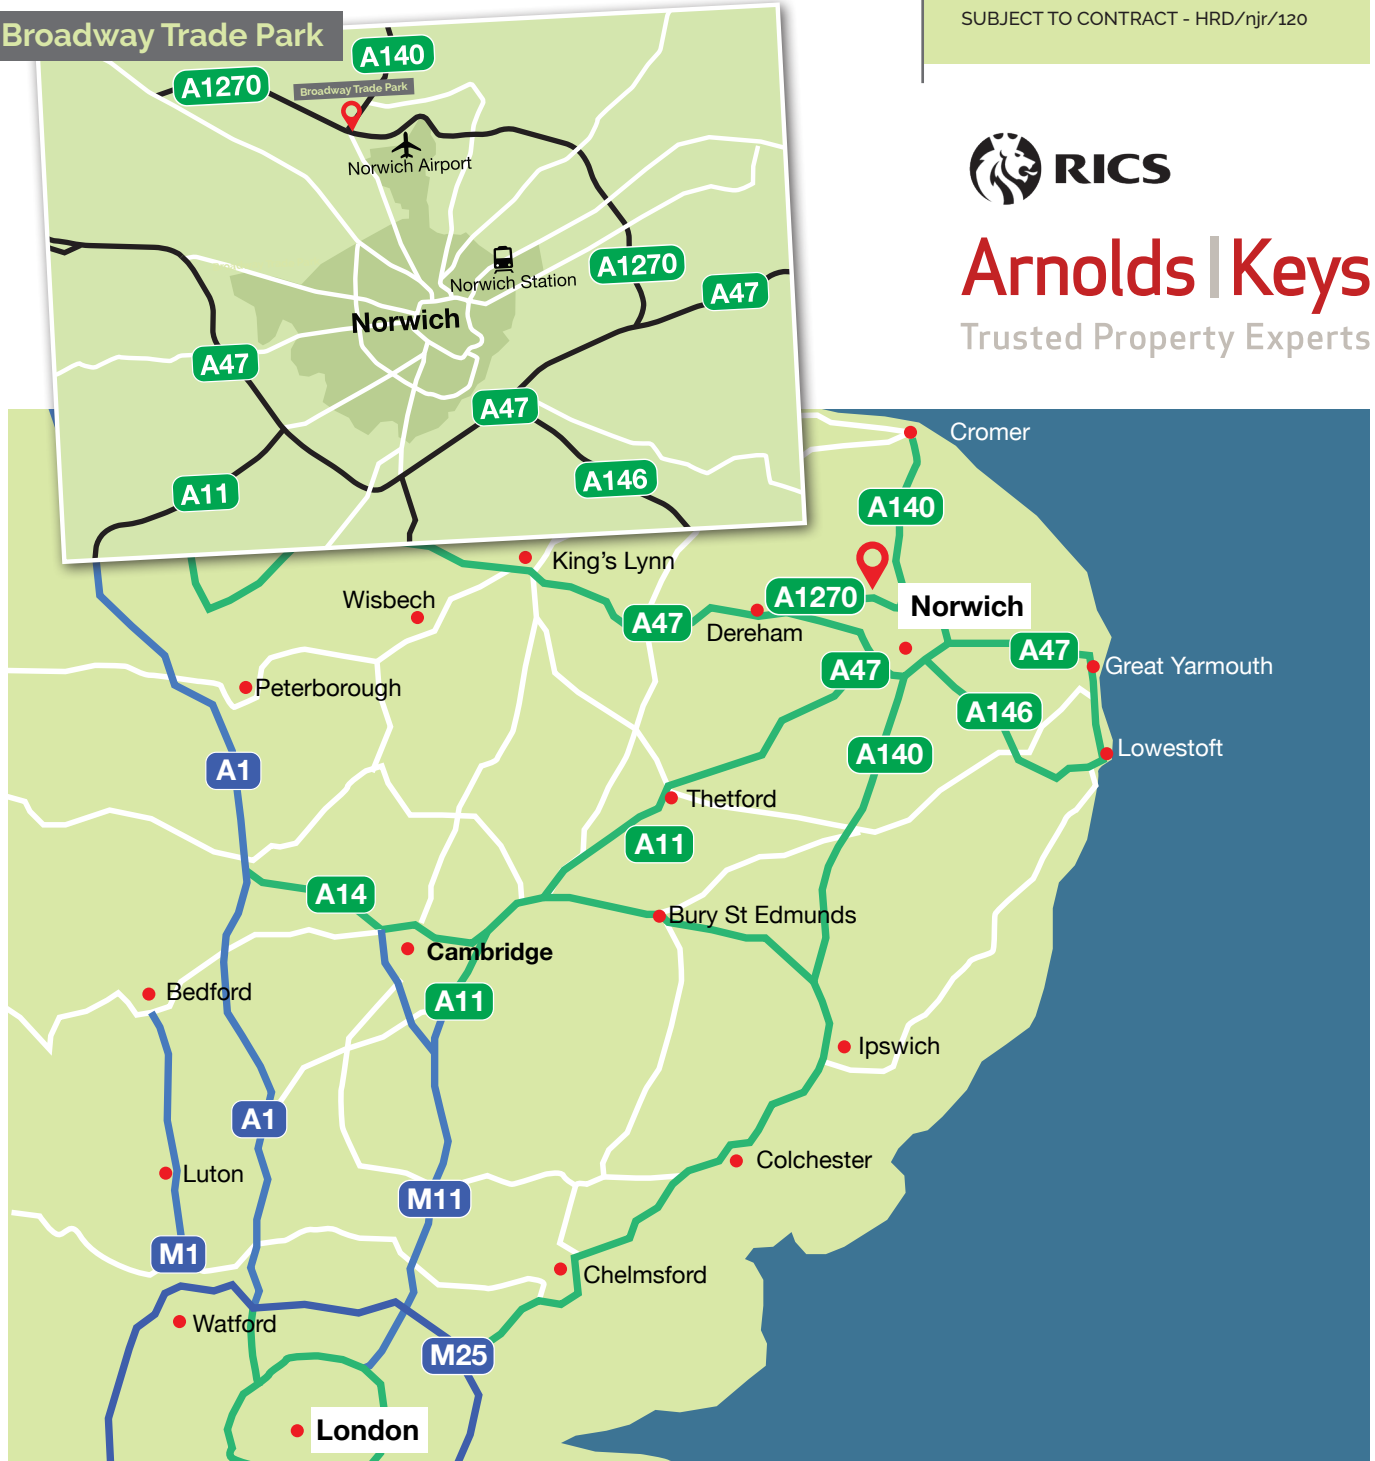 Broadway Trade Park
SUBJECT TO CONTRACT - HRD/njr/120
RICS
Arnolds | Keys
Trusted Property Experts
A140
A1270
Broadway Trade Park
Norwich Airport
Norwich Station
A1270
A47
Norwich
A47
A47
A146
A11
Cromer
A140
King's Lynn
Wisbech
A1270
Norwich
A47
Dereham
A47
Great Yarmouth
A47
Peterborough
A146
A140
Lowestoft
A1
Thetford
A11
A14
Bury St Edmunds
Cambridge
Bedford
A11
Ipswich
A1
Colchester
Luton
M11
M1
Chelmsford
Watford
M25
London